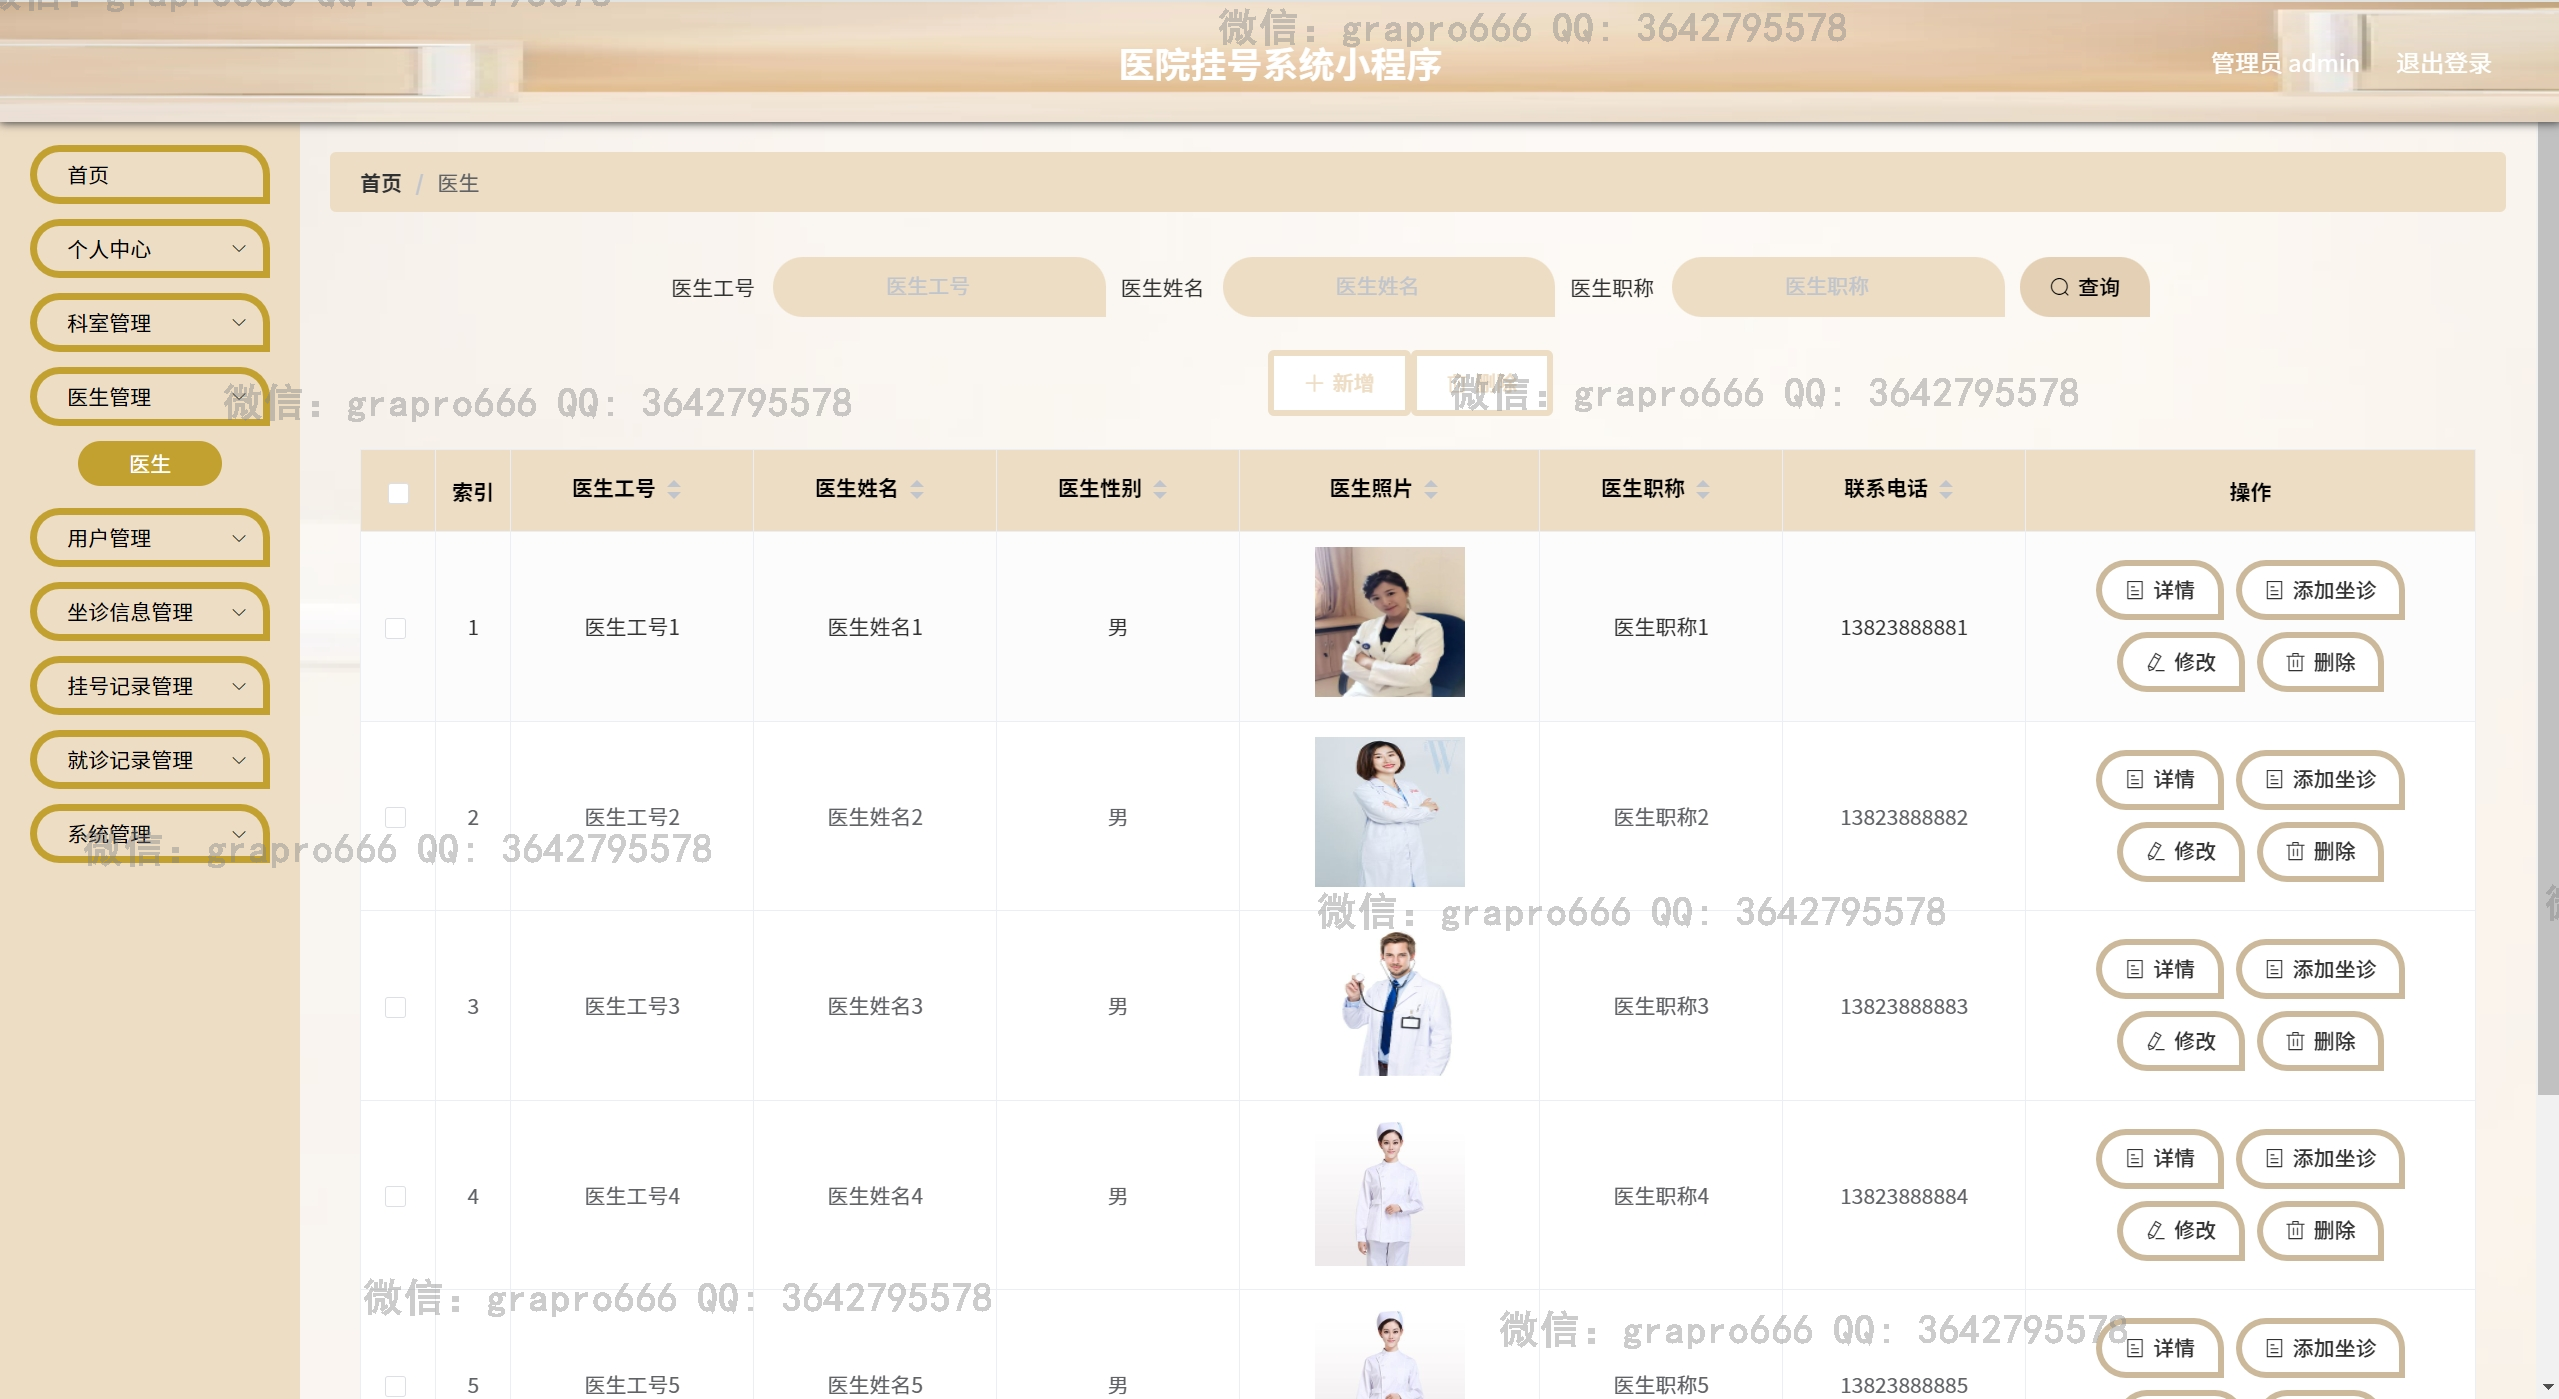 微信: grapro666 QQ: 3642795578
医院挂号系统小程序
管理员 admin 退出登录
首页
个人中心
科室管理
医生管理
医生
用户管理
坐诊信息管理
挂号记录管理
就诊记录管理
系统管理
首页 / 医生
医生工号 医生工号 医生姓名 医生姓名 医生职称 医生职称 查询
新增 删除
微信: grapro666 QQ: 3642795578
微信: grapro666 QQ: 3642795578
索引 医生工号 医生姓名 医生性别 医生照片 医生职称 联系电话 操作
1 医生工号1 医生姓名1 男 医生职称1 13823888881 详情 添加坐诊
修改 删除
2 医生工号2 医生姓名2 男 医生职称2 13823888882 详情 添加坐诊
修改 删除
W
微信: grapro666 QQ: 3642795578
微信: grapro666 QQ: 3642795578
3 医生工号3 医生姓名3 男 医生职称3 13823888883 详情 添加坐诊
修改 删除
4 医生工号4 医生姓名4 男 医生职称4 13823888884 详情 添加坐诊
修改 删除
微信: grapro666 QQ: 3642795578
微信: grapro666 QQ: 3642795578
5 医生工号5 医生姓名5 男 医生职称5 13823888885 详情 添加坐诊